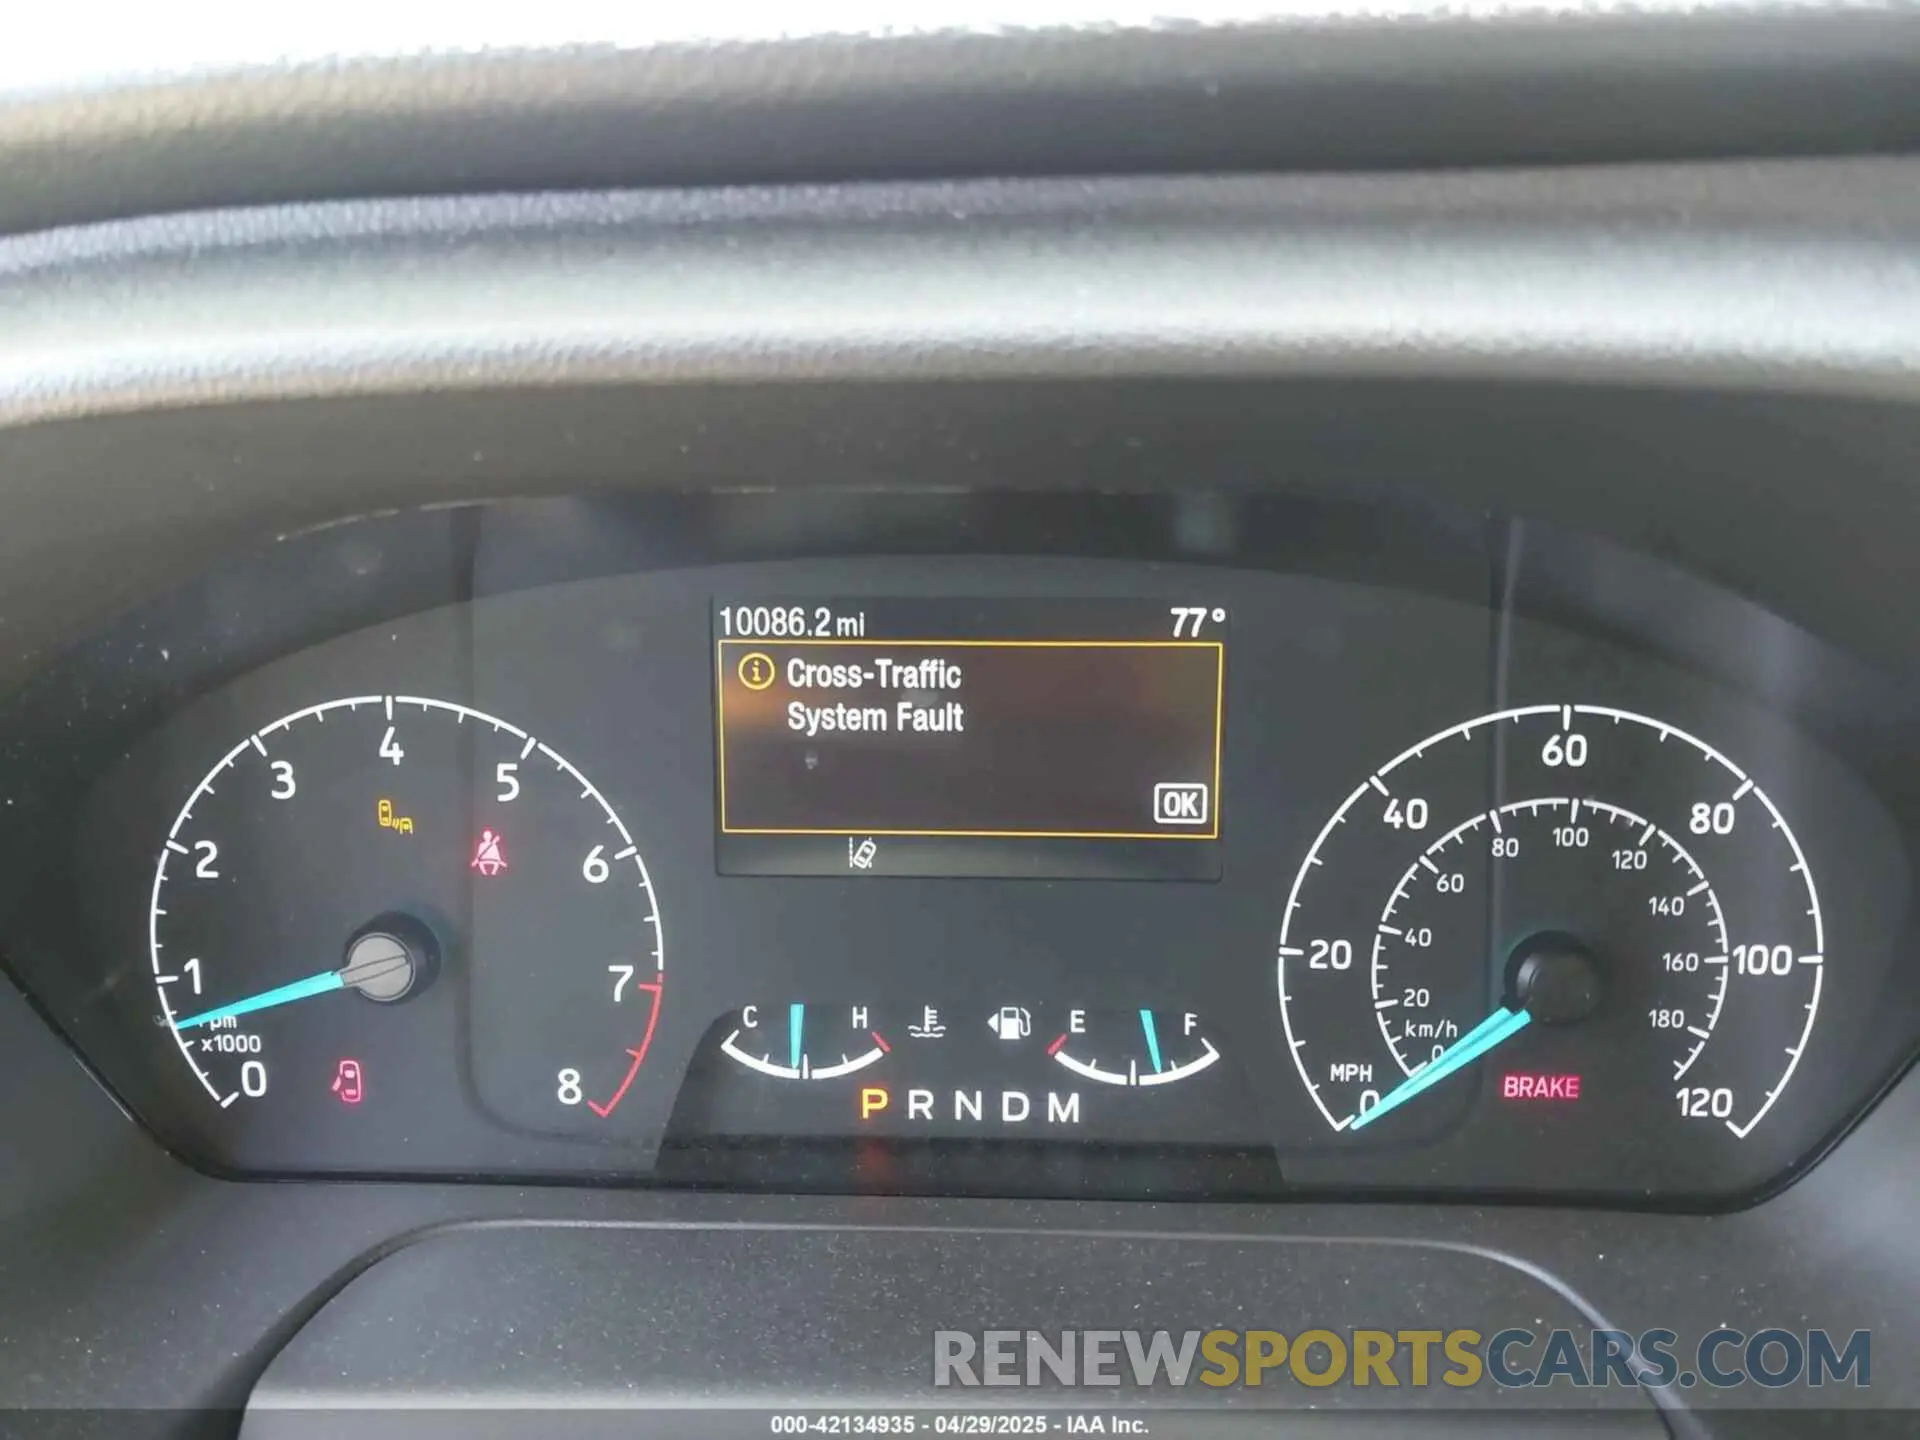 10086.2 mi 77°
Cross-Traffic
System Fault
OK
0 1 2 3 4 5 6 7 8
rpm
x1000
C H
E F
P R N D M
0 20 40 60 80 100 120
MPH
0 20 40 60 80 100 120 140 160 180
km/h
BRAKE
RENEWSPORTSCARS.COM
000-42134935 - 04/29/2025 - IAA Inc.